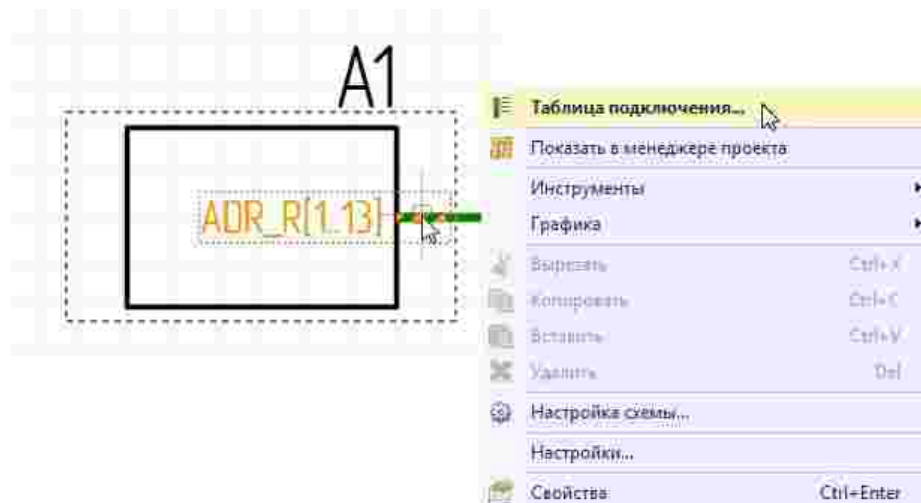 A1
ADR_R[1..13]
Таблица подключения...
Показать в менеджере проекта
Инструменты
Графика
Вырезать Ctrl+X
Копировать Ctrl+C
Вставить Ctrl+V
Удалить Del
Настройка схемы...
Настройки...
Свойства Ctrl+Enter